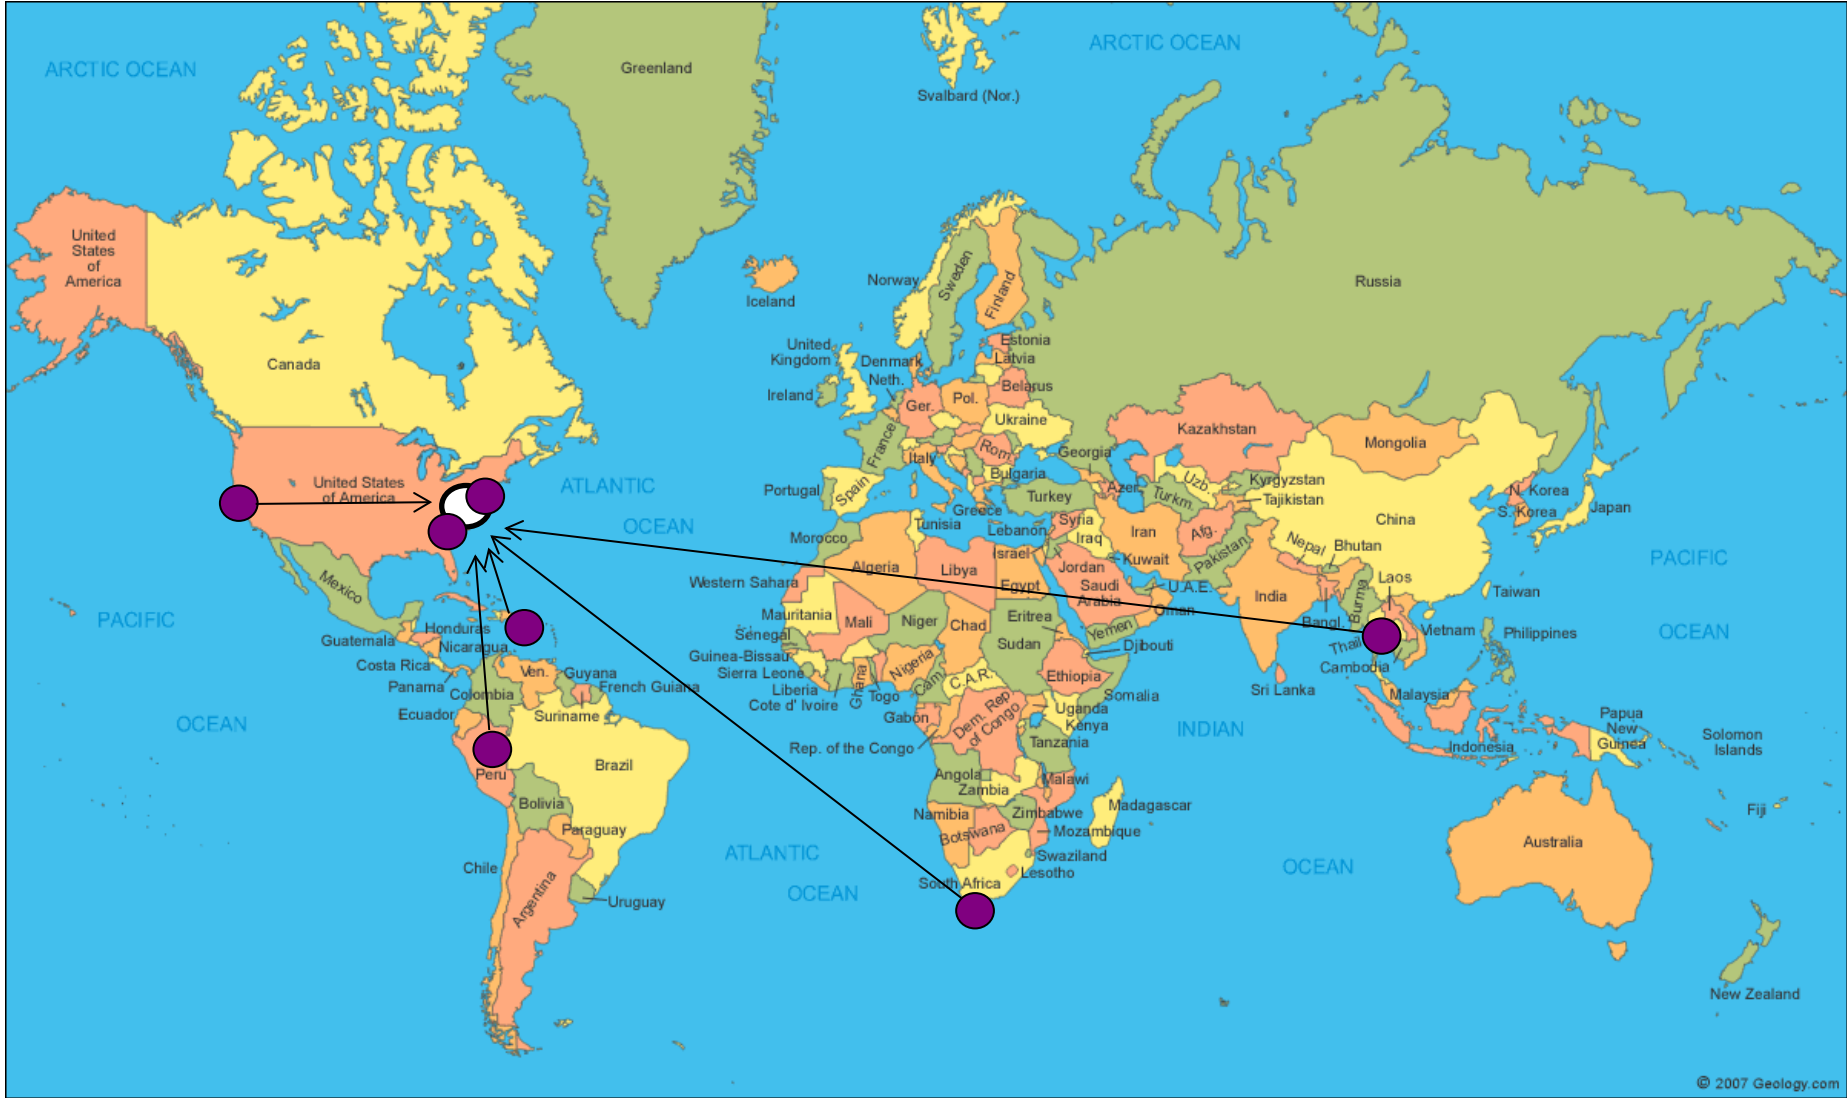 ARCTIC OCEAN
ARCTIC OCEAN
Greenland
Svalbard (Nor.)
United
States
of
America
Canada
Iceland
Norway
Sweden
Finland
Russia
United
Kingdom
Ireland
Denmark
Neth.
Estonia
Latvia
Belarus
Ger.
Pol.
Ukraine
France
Italy
Rom.
Bulgaria
Georgia
Kazakhstan
Mongolia
Portugal
Spain
Greece
Turkey
Azer.
Turkm.
Uzb.
Kyrgyzstan
Tajikistan
China
N. Korea
S. Korea
Japan
United States
of America
ATLANTIC
OCEAN
Morocco
Tunisia
Lebanon
Israel
Syria
Iraq
Iran
Afg.
Pakistan
Nepal
Bhutan
Kuwait
Jordan
Western Sahara
Algeria
Libya
Egypt
Saudi
Arabia
U.A.E.
Oman
India
Bangl.
Burma
Laos
Taiwan
PACIFIC
OCEAN
Mexico
PACIFIC
OCEAN
Mauritania
Mali
Niger
Chad
Sudan
Eritrea
Yemen
Djibouti
Senegal
Guinea-Bissau
Sierra Leone
Liberia
Cote d' Ivoire
Ghana
Togo
Nigeria
Cam.
C.A.R.
Ethiopia
Somalia
Thail.
Vietnam
Cambodia
Philippines
Sri Lanka
Malaysia
Guatemala
Honduras
Nicaragua
Costa Rica
Panama
Colombia
Ven.
Guyana
French Guiana
Suriname
Ecuador
Peru
Brazil
Gabon
Rep. of the Congo
Dem. Rep.
of Congo
Uganda
Kenya
Tanzania
INDIAN
OCEAN
Indonesia
Papua
New
Guinea
Solomon
Islands
Fiji
Angola
Zambia
Malawi
Namibia
Botswana
Zimbabwe
Mozambique
Madagascar
Swaziland
Lesotho
South Africa
Bolivia
Paraguay
Chile
Argentina
Uruguay
ATLANTIC
OCEAN
Australia
New Zealand
© 2007 Geology.com